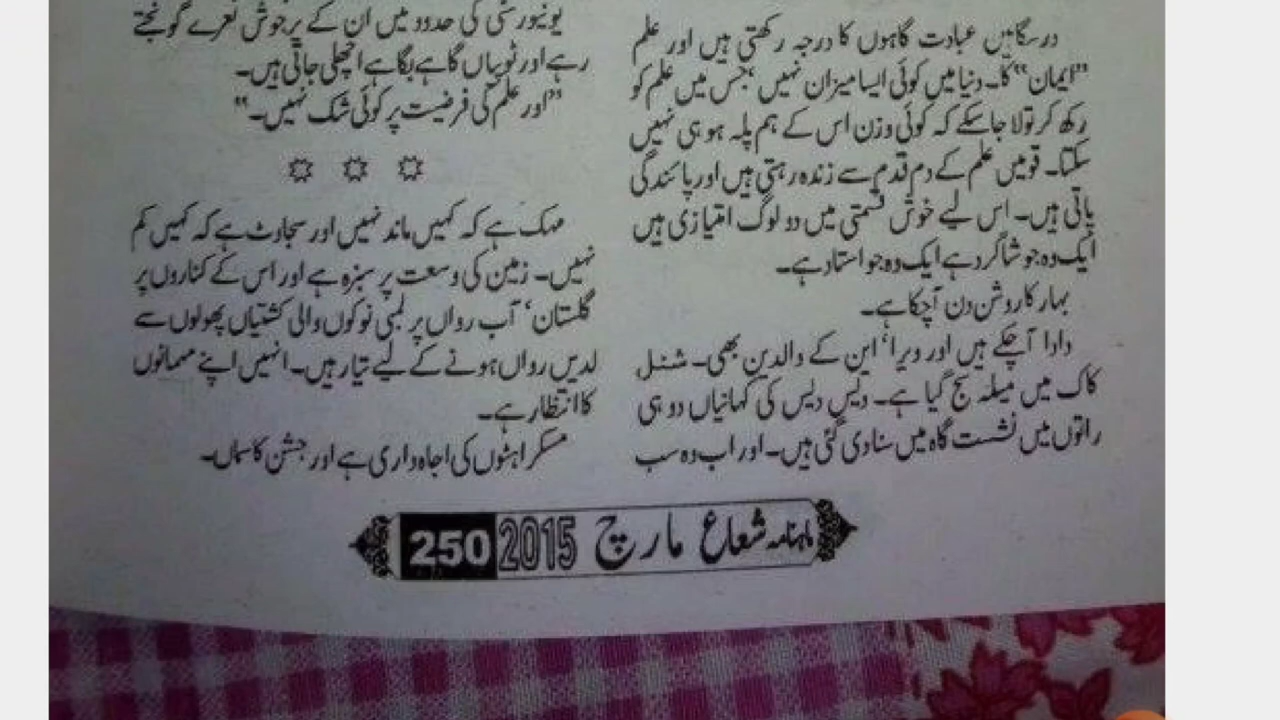 درسگاہیں عبادت گاہوں کا درجہ رکھتی ہیں اور علم
”ایمان“ کا۔ دنیا میں کوئی ایسا میزان نہیں‘ جس میں علم کو
رکھ کر تولا جاسکے کہ کوئی وزن اس کے ہم پلہ ہو ہی نہیں
سکتا۔ قومیں علم کے دم قدم سے زندہ رہتی ہیں اور پائندگی
پاتی ہیں۔ اس لیے خوش قسمتی میں دو لوگ امتیازی ہیں
ایک وہ جو شاگرد ہے ایک وہ جو استاد ہے۔
بہار کا روشن دن آچکا ہے۔
دادا آچکے ہیں اور ویرا‘ این کے والدین بھی۔ شٹل
کاک میں میلہ سج گیا ہے۔ دیس دیس کی کہانیاں دو ہی
راتوں میں نشست گاہ میں سنا دی گئی ہیں۔ اور اب وہ سب
یونیورسٹی کی حدود میں ان کے پرجوش نعرے گونجتے
رہے اور ٹوپیاں گاہے بگاہے اچھلی جاتی ہیں۔
”اور علم کی فرضیت پر کوئی شک نہیں۔“
مہک ہے کہ کہیں ماند نہیں اور سجاوٹ ہے کہ کہیں کم
نہیں۔ زمین کی وسعت پر سبزہ ہے اور اس کے کناروں پر
گلستان‘ آب رواں پر لمبی نوکوں والی کشتیاں پھولوں سے
لدیں رواں ہونے کے لیے تیار ہیں۔ انہیں اپنے مہمانوں
کا انتظار ہے۔
مسکراہٹوں کی اجاہ داری ہے اور جشن کا سماں۔
ماہنامہ شعاع مارچ 2015 250